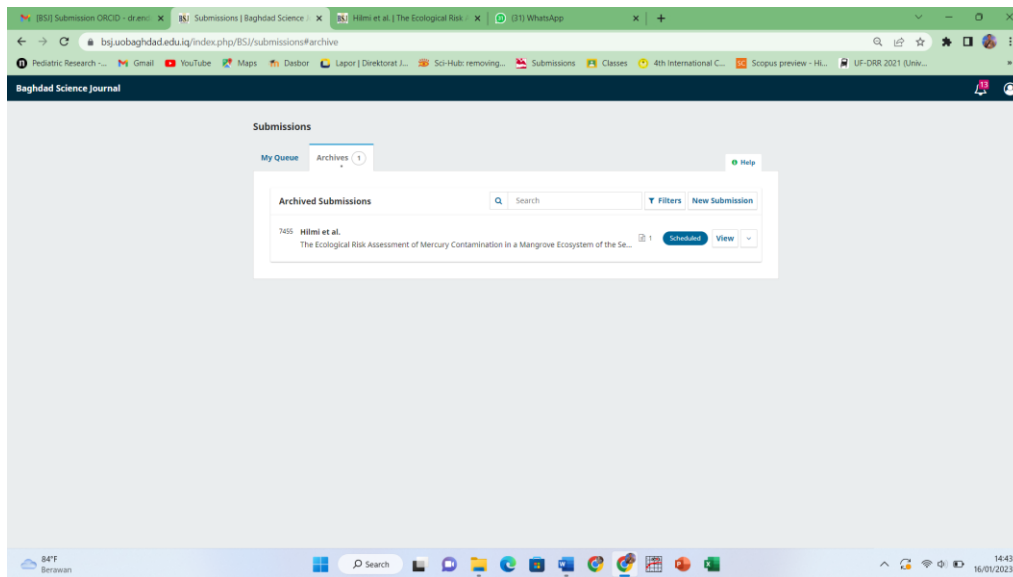 [BSJ] Submission ORCID - dr.endi
Submissions | Baghdad Science J
Hilmi et al. | The Ecological Risk A
(31) WhatsApp
bsj.uobaghdad.edu.iq/index.php/BSJ/submissions#archive
Pediatric Research -... Gmail YouTube Maps Dasbor Lapor | Direktorat J... Sci-Hub: removing... Submissions Classes 4th International C... Scopus preview - Hi... UF-DRR 2021 (Univ... »
Baghdad Science Journal
13
Submissions
My Queue Archives 1
Help
Archived Submissions Search Filters New Submission
7455 Hilmi et al.
The Ecological Risk Assessment of Mercury Contamination in a Mangrove Ecosystem of the Se... 1 Scheduled View
84°F
Berawan
Search
14:43
16/01/2023